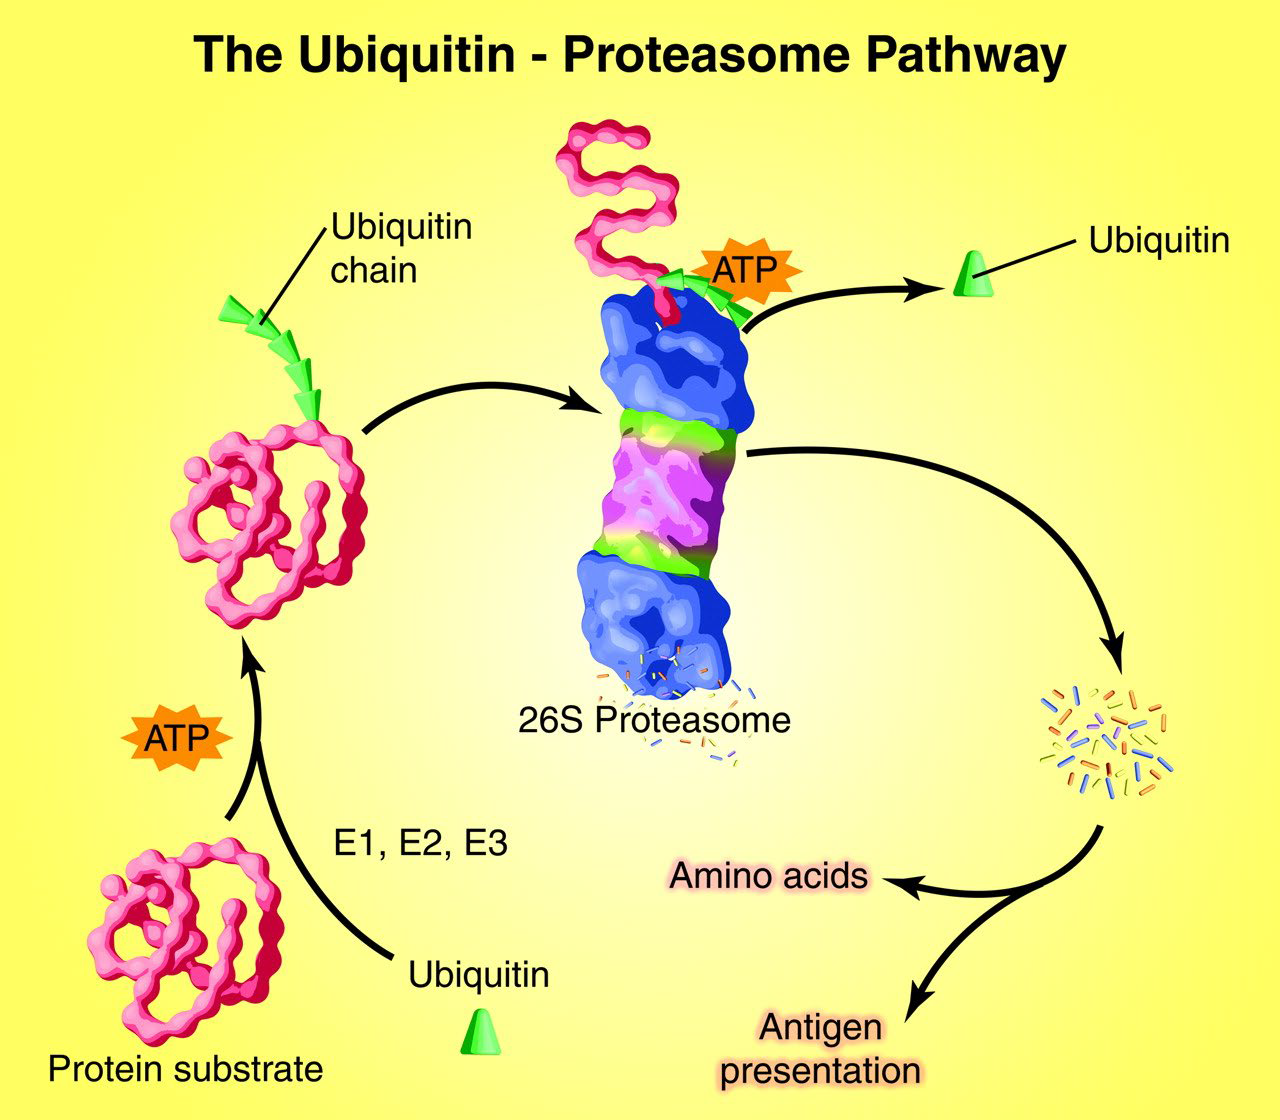 The Ubiquitin - Proteasome Pathway
Ubiquitin
chain
ATP
Ubiquitin
26S Proteasome
ATP
E1, E2, E3
Amino acids
Ubiquitin
Antigen
presentation
Protein substrate